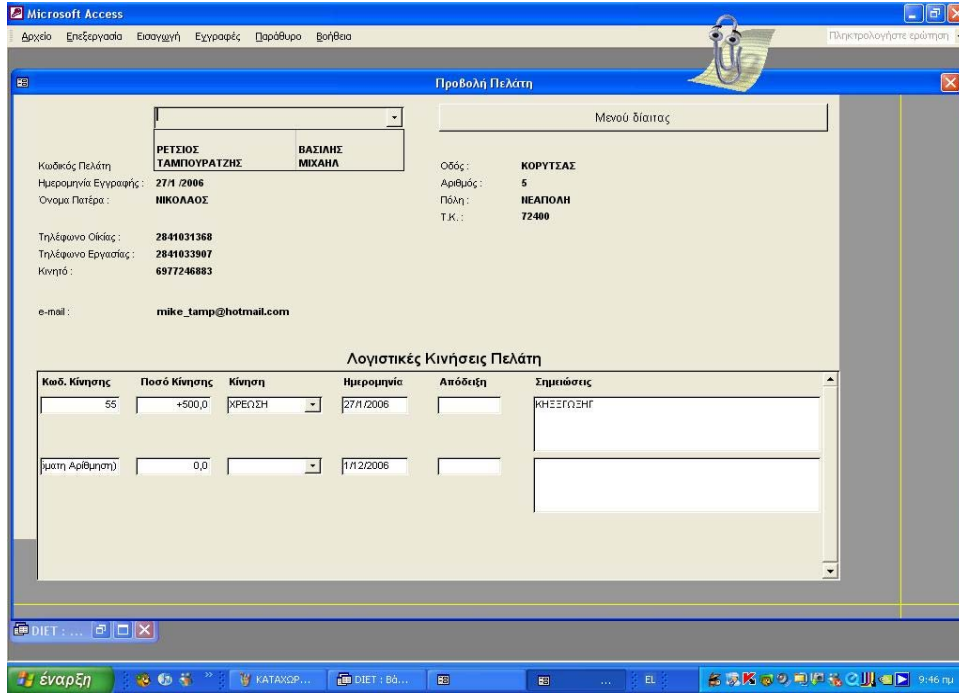 Microsoft Access
Αρχείο Επεξεργασία Εισαγωγή Εγγραφές Παράθυρο Βοήθεια Πληκτρολογήστε ερώτηση
Προβολή Πελάτη
Μενού δίαιτας
ΡΕΤΣΙΟΣ ΒΑΣΙΛΗΣ
ΤΑΜΠΟΥΡΑΤΖΗΣ ΜΙΧΑΗΛ
Κωδικός Πελάτη Οδός : ΚΟΡΥΤΣΑΣ
Ημερομηνία Εγγραφής : 27/1 /2006 Αριθμός : 5
Όνομα Πατέρα : ΝΙΚΟΛΑΟΣ Πόλη : ΝΕΑΠΟΛΗ
Τ.Κ. : 72400
Τηλέφωνο Οικίας : 2841031368
Τηλέφωνο Εργασίας : 2841033907
Κινητό : 6977246883
e-mail : mike_tamp@hotmail.com
Λογιστικές Κινήσεις Πελάτη
Κωδ. Κίνησης Ποσό Κίνησης Κίνηση Ημερομηνία Απόδειξη Σημειώσεις
55 +500,0 ΧΡΕΩΣΗ 27/1/2006 ΚΗΞΞΓΩΞΗΓ
όματη Αρίθμηση) 0,0 1/12/2006
DIET : ...
έναρξη ΚΑΤΑΧΩΡ... DIET : Βά... ... EL 9:46 πμ